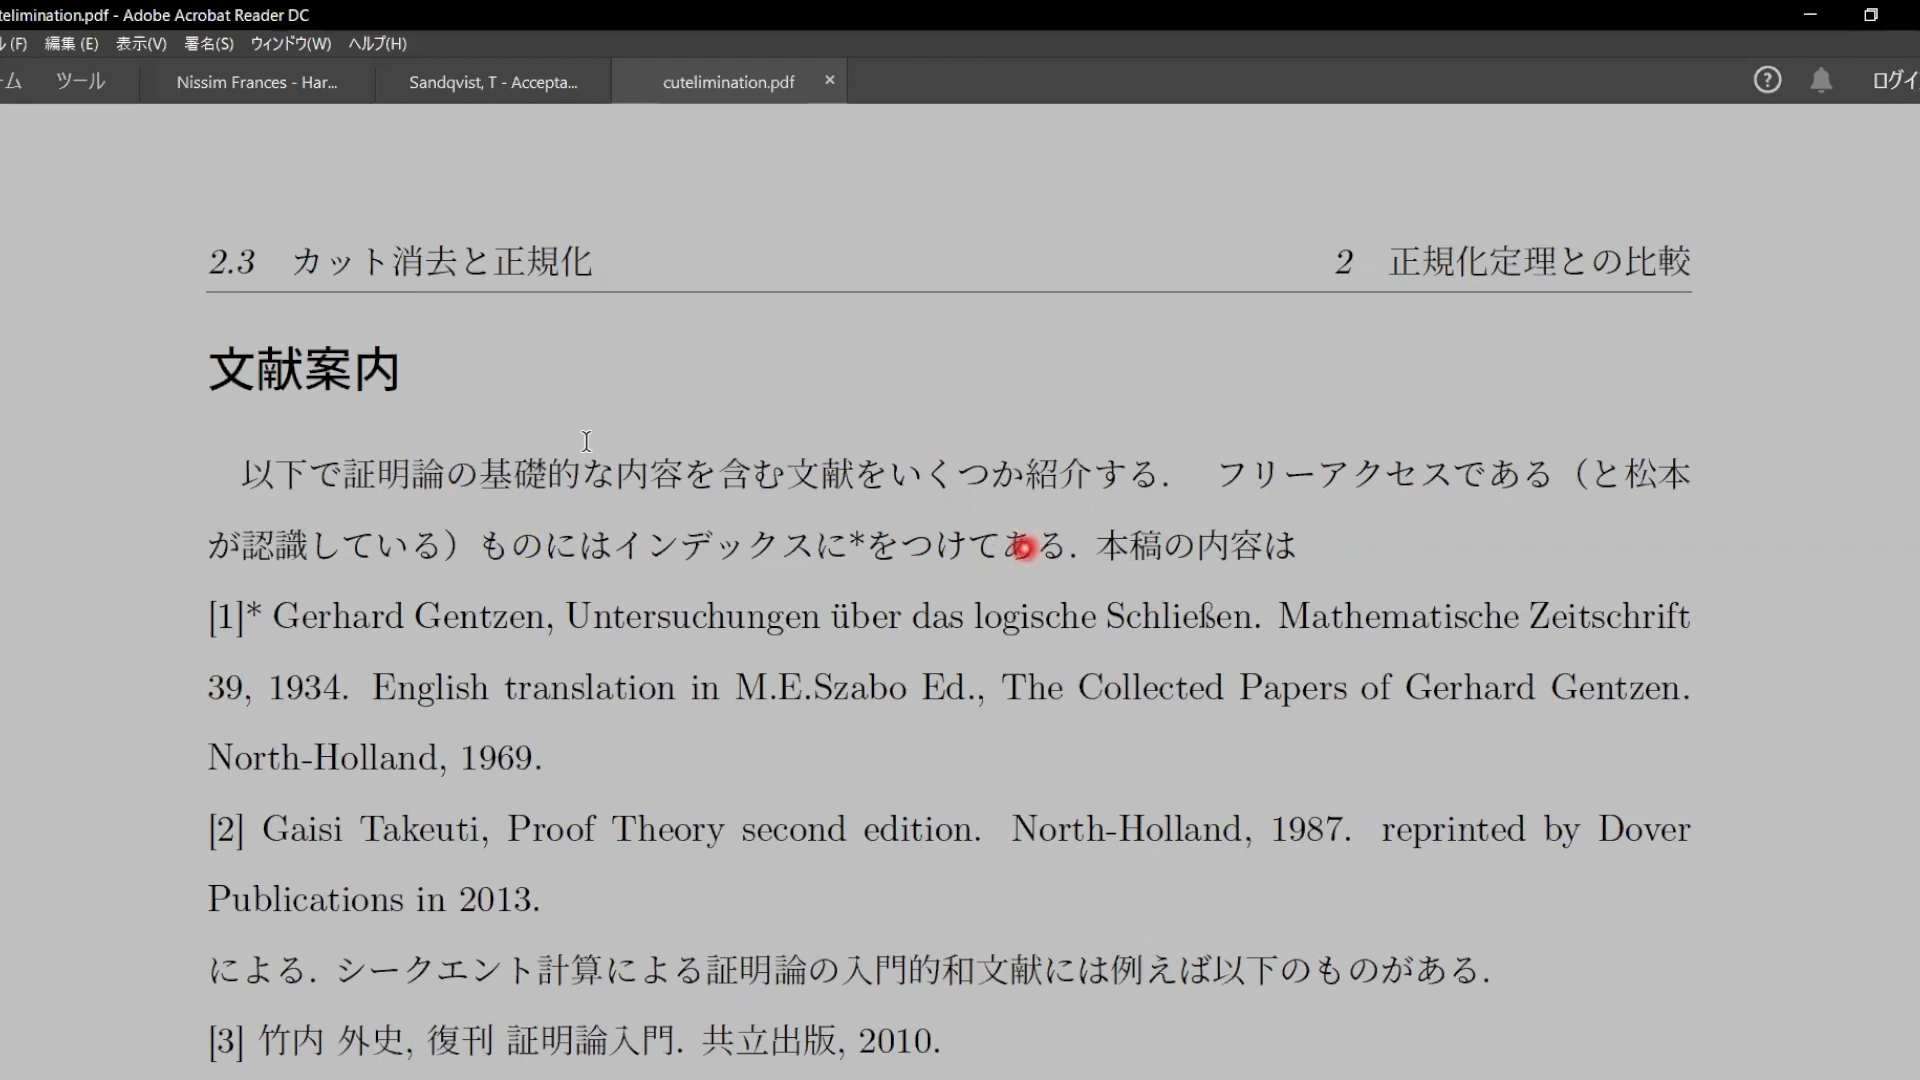 telimination.pdf - Adobe Acrobat Reader DC
ル(F) 編集(E) 表示(V) 署名(S) ウィンドウ(W) ヘルプ(H)
ーム ツール Nissim Frances - Har... Sandqvist, T - Accepta... cutelimination.pdf × ? ログイ
2.3 カット消去と正規化 2 正規化定理との比較
文献案内
以下で証明論の基礎的な内容を含む文献をいくつか紹介する. フリーアクセスである（と松本
が認識している）ものにはインデックスに*をつけてある. 本稿の内容は
[1]* Gerhard Gentzen, Untersuchungen über das logische Schließen. Mathematische Zeitschrift
39, 1934. English translation in M.E.Szabo Ed., The Collected Papers of Gerhard Gentzen.
North-Holland, 1969.
[2] Gaisi Takeuti, Proof Theory second edition. North-Holland, 1987. reprinted by Dover
Publications in 2013.
による. シークエント計算による証明論の入門的和文献には例えば以下のものがある.
[3] 竹内 外史, 復刊 証明論入門. 共立出版, 2010.